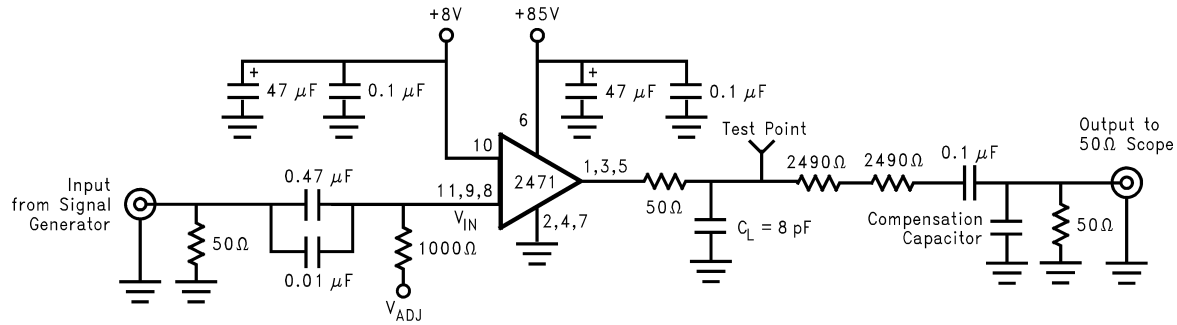 +8V
+85V
+
47 μF
0.1 μF
+
47 μF
0.1 μF
6
10
Test Point
Output to
50Ω Scope
Input
from Signal
Generator
0.47 μF
11,9,8
V_IN
2471
1,3,5
50Ω
2490Ω
2490Ω
0.1 μF
2,4,7
C_L = 8 pF
Compensation
Capacitor
50Ω
50Ω
0.01 μF
1000Ω
V_ADJ